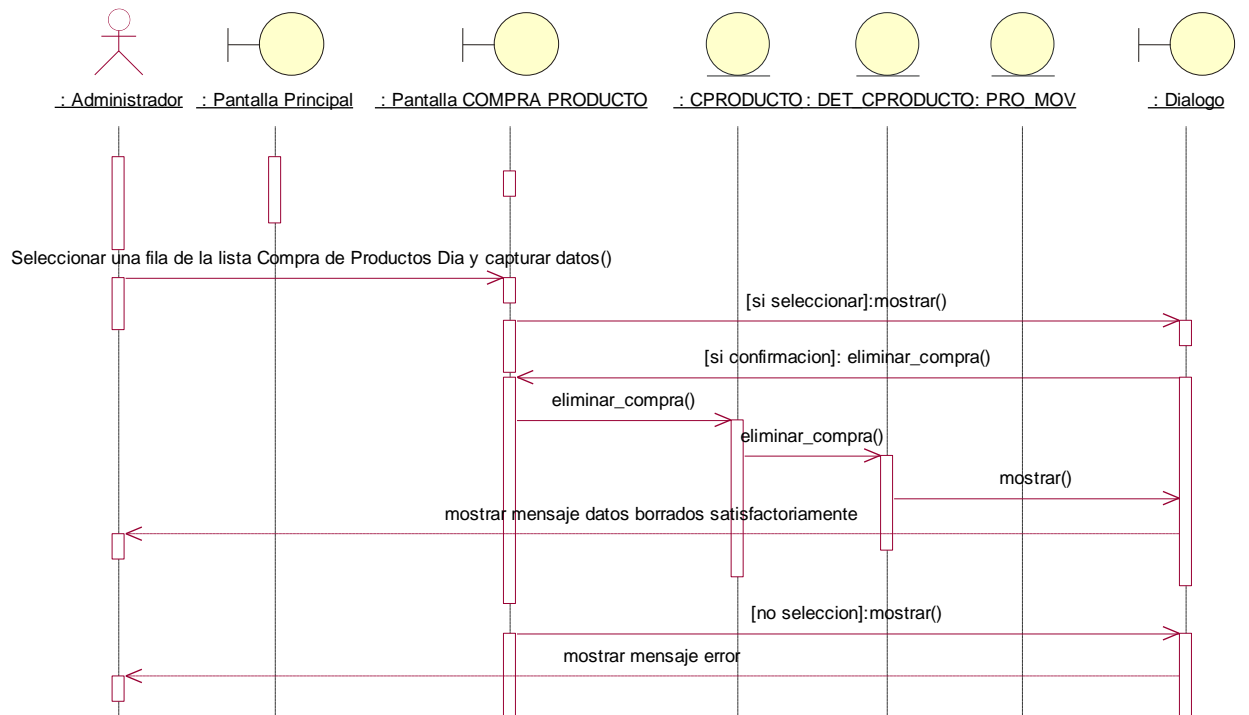 : Administrador
: Pantalla Principal
: Pantalla COMPRA PRODUCTO
: CPRODUCTO
: DET_CPRODUCTO
: PRO_MOV
: Dialogo
Seleccionar una fila de la lista Compra de Productos Dia y capturar datos()
[si seleccionar]:mostrar()
[si confirmacion]: eliminar_compra()
eliminar_compra()
eliminar_compra()
mostrar()
mostrar mensaje datos borrados satisfactoriamente
[no seleccion]:mostrar()
mostrar mensaje error